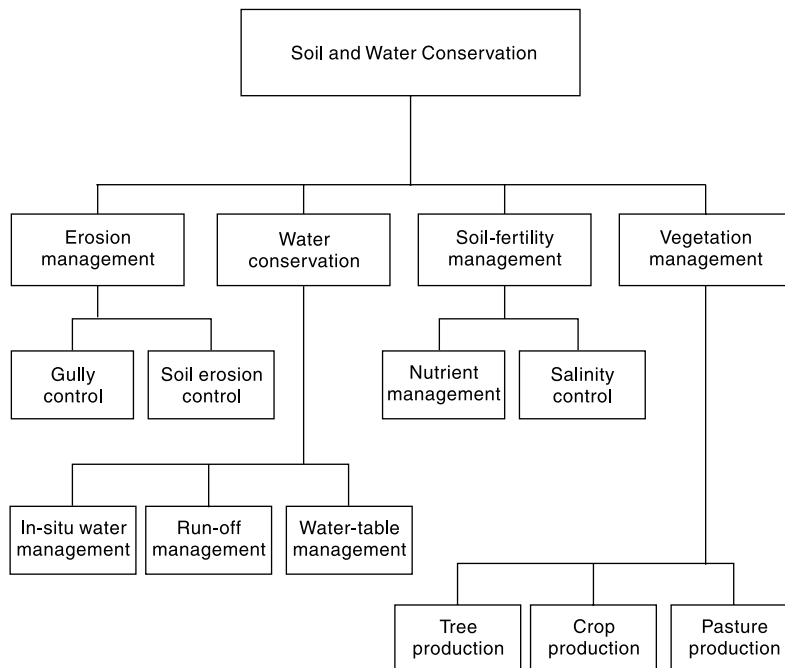 Soil and Water Conservation
Erosion
management
Water
conservation
Soil-fertility
management
Vegetation
management
Gully
control
Soil erosion
control
Nutrient
management
Salinity
control
In-situ water
management
Run-off
management
Water-table
management
Tree
production
Crop
production
Pasture
production